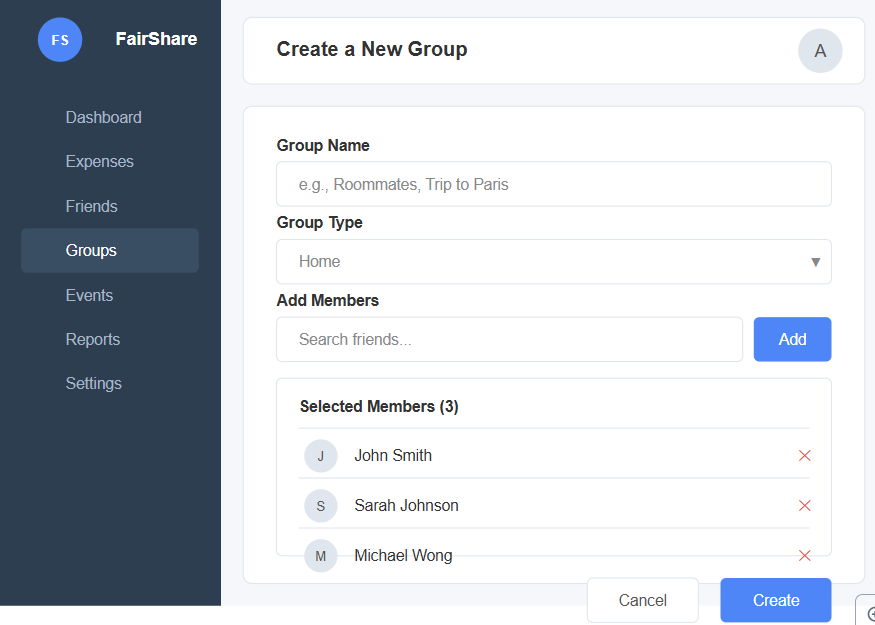 FS
FairShare
Dashboard
Expenses
Friends
Groups
Events
Reports
Settings
Create a New Group
A
Group Name
e.g., Roommates, Trip to Paris
Group Type
Home
Add Members
Search friends...
Add
Selected Members (3)
J John Smith
S Sarah Johnson
M Michael Wong
Cancel
Create